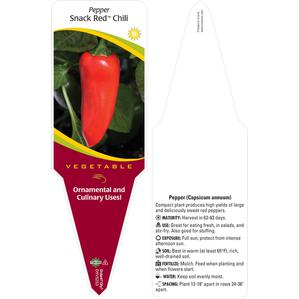 Pepper
Snack Red™ Chili
VEGETABLE
Ornamental and
Culinary Uses!
Pepper (Capsicum annuum)
Compact plant produces high yields of large
and deliciously sweet red peppers.
MATURITY: Harvest in 63-83 days.
USE: Great for eating fresh, in salads, and
stir-fry. Also good for stuffing.
EXPOSURE: Full sun; protect from intense
afternoon sun.
SOIL: Best in warm (at least 65°F), rich,
well-drained soil.
FERTILIZE: Mulch. Feed when planting and
when flowers start.
WATER: Keep soil evenly moist.
SPACING: Plant 12-18" apart in rows 24-36"
apart.